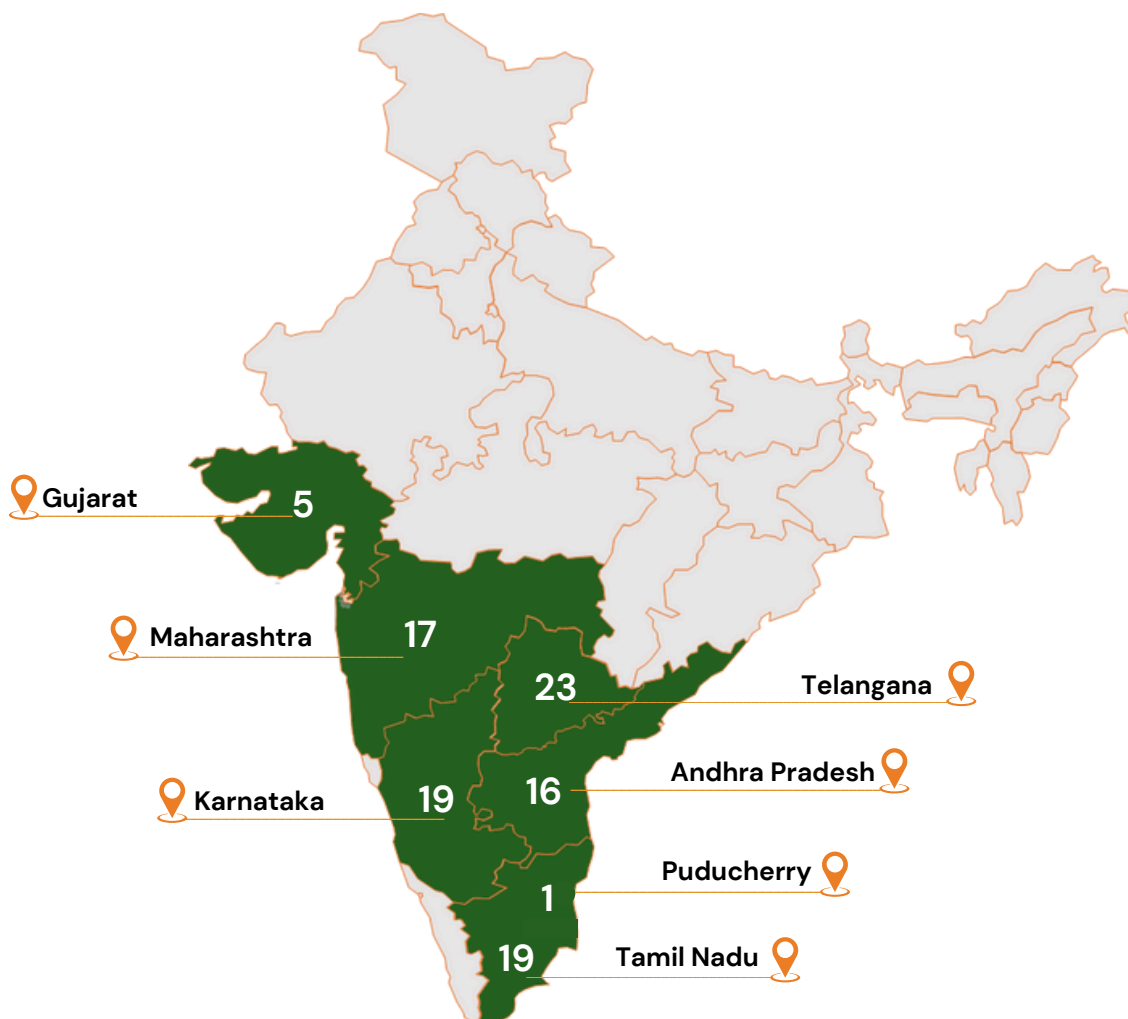 Gujarat
5
Maharashtra
17
23
Telangana
Andhra Pradesh
16
Karnataka
19
Puducherry
1
Tamil Nadu
19